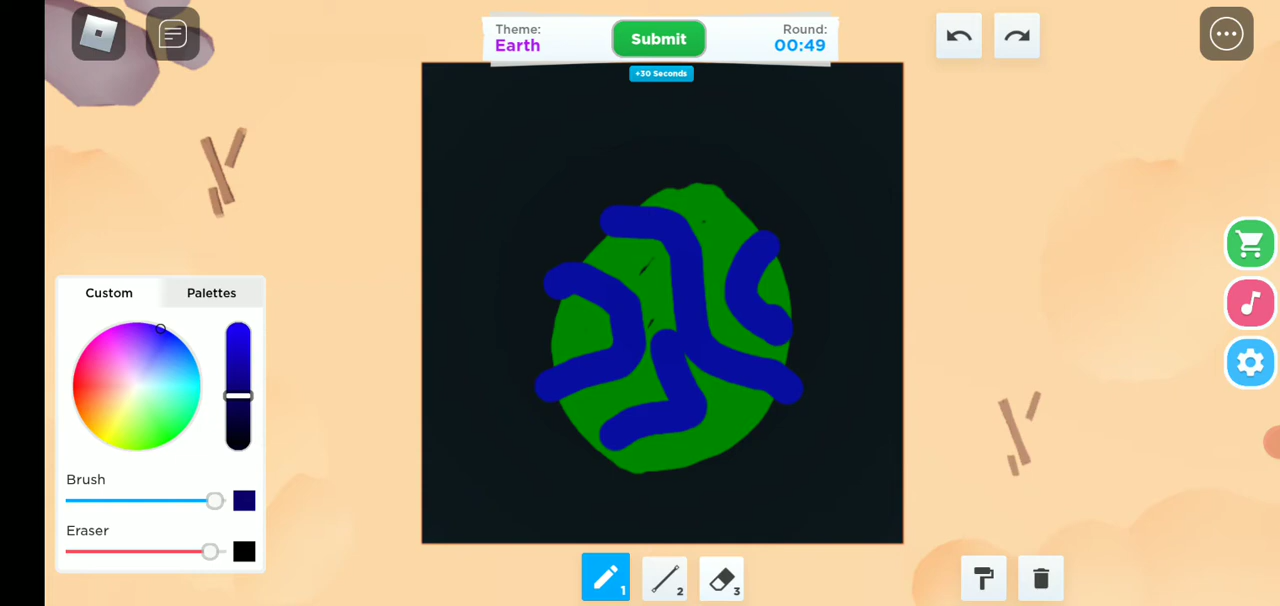 Theme:
Earth
Submit
Round:
00:49
+30 Seconds
Custom
Palettes
Brush
Eraser
1
2
3